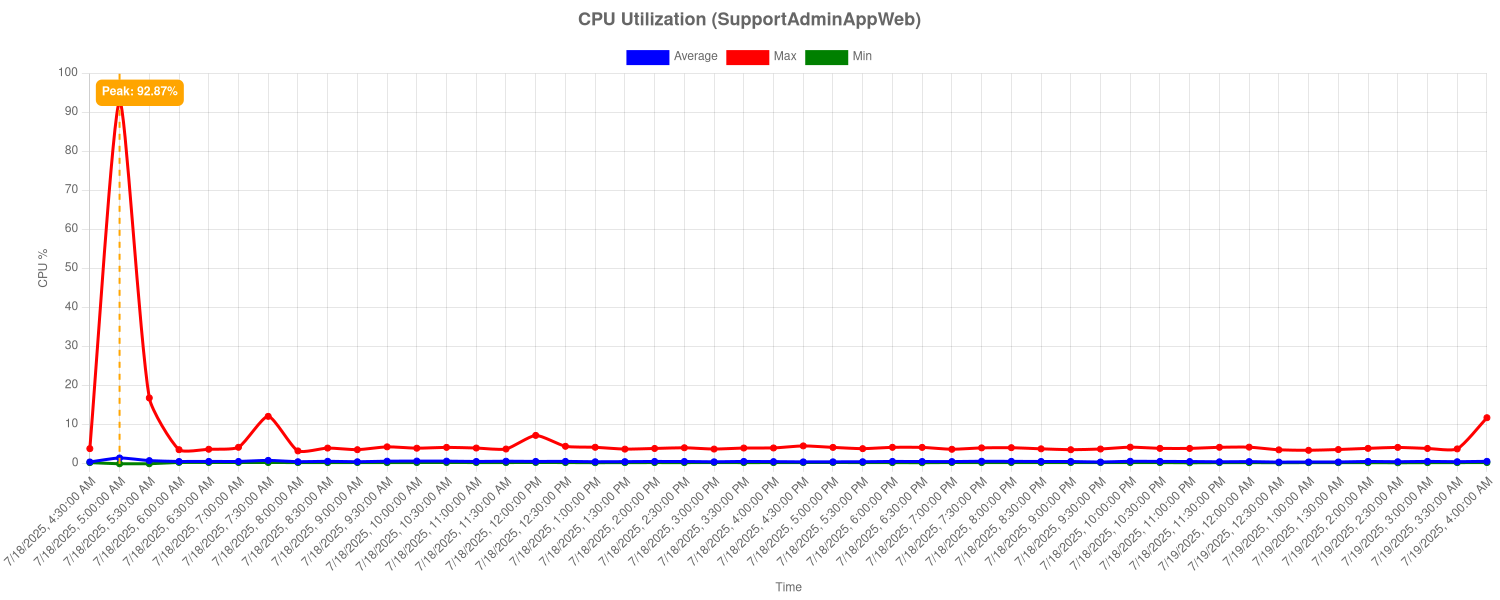 CPU Utilization (SupportAdminAppWeb)
Average Max Min
100
Peak: 92.87%
90
80
70
60
50
CPU %
40
30
20
10
0
7/18/2025, 4:30:00 AM
7/18/2025, 5:00:00 AM
7/18/2025, 5:30:00 AM
7/18/2025, 6:00:00 AM
7/18/2025, 6:30:00 AM
7/18/2025, 7:00:00 AM
7/18/2025, 7:30:00 AM
7/18/2025, 8:00:00 AM
7/18/2025, 8:30:00 AM
7/18/2025, 9:00:00 AM
7/18/2025, 9:30:00 AM
7/18/2025, 10:00:00 AM
7/18/2025, 10:30:00 AM
7/18/2025, 11:00:00 AM
7/18/2025, 11:30:00 AM
7/18/2025, 12:00:00 PM
7/18/2025, 12:30:00 PM
7/18/2025, 1:00:00 PM
7/18/2025, 1:30:00 PM
7/18/2025, 2:00:00 PM
7/18/2025, 2:30:00 PM
7/18/2025, 3:00:00 PM
7/18/2025, 3:30:00 PM
7/18/2025, 4:00:00 PM
7/18/2025, 4:30:00 PM
7/18/2025, 5:00:00 PM
7/18/2025, 5:30:00 PM
7/18/2025, 6:00:00 PM
7/18/2025, 6:30:00 PM
7/18/2025, 7:00:00 PM
7/18/2025, 7:30:00 PM
7/18/2025, 8:00:00 PM
7/18/2025, 8:30:00 PM
7/18/2025, 9:00:00 PM
7/18/2025, 9:30:00 PM
7/18/2025, 10:00:00 PM
7/18/2025, 10:30:00 PM
7/18/2025, 11:00:00 PM
7/18/2025, 11:30:00 PM
7/19/2025, 12:00:00 AM
7/19/2025, 12:30:00 AM
7/19/2025, 1:00:00 AM
7/19/2025, 1:30:00 AM
7/19/2025, 2:00:00 AM
7/19/2025, 2:30:00 AM
7/19/2025, 3:00:00 AM
7/19/2025, 3:30:00 AM
7/19/2025, 4:00:00 AM
Time